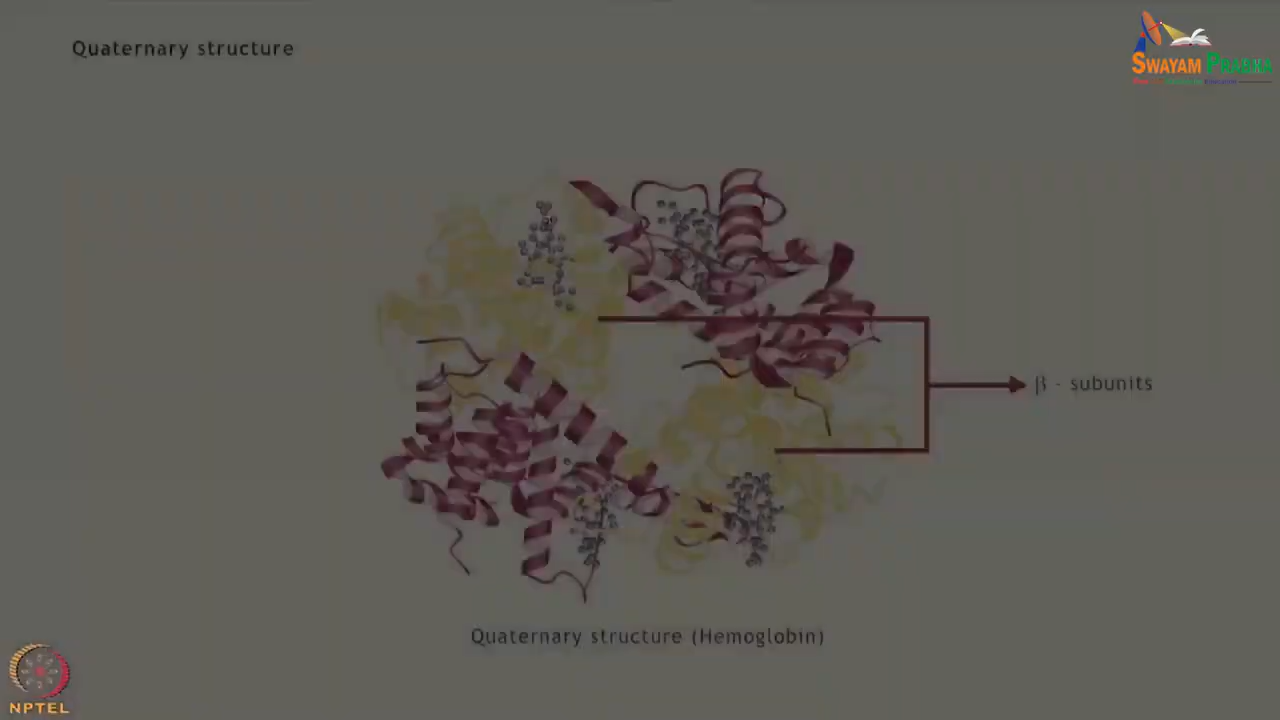 Quaternary structure
SWAYAM PRABHA
β - subunits
Quaternary structure (Hemoglobin)
NPTEL